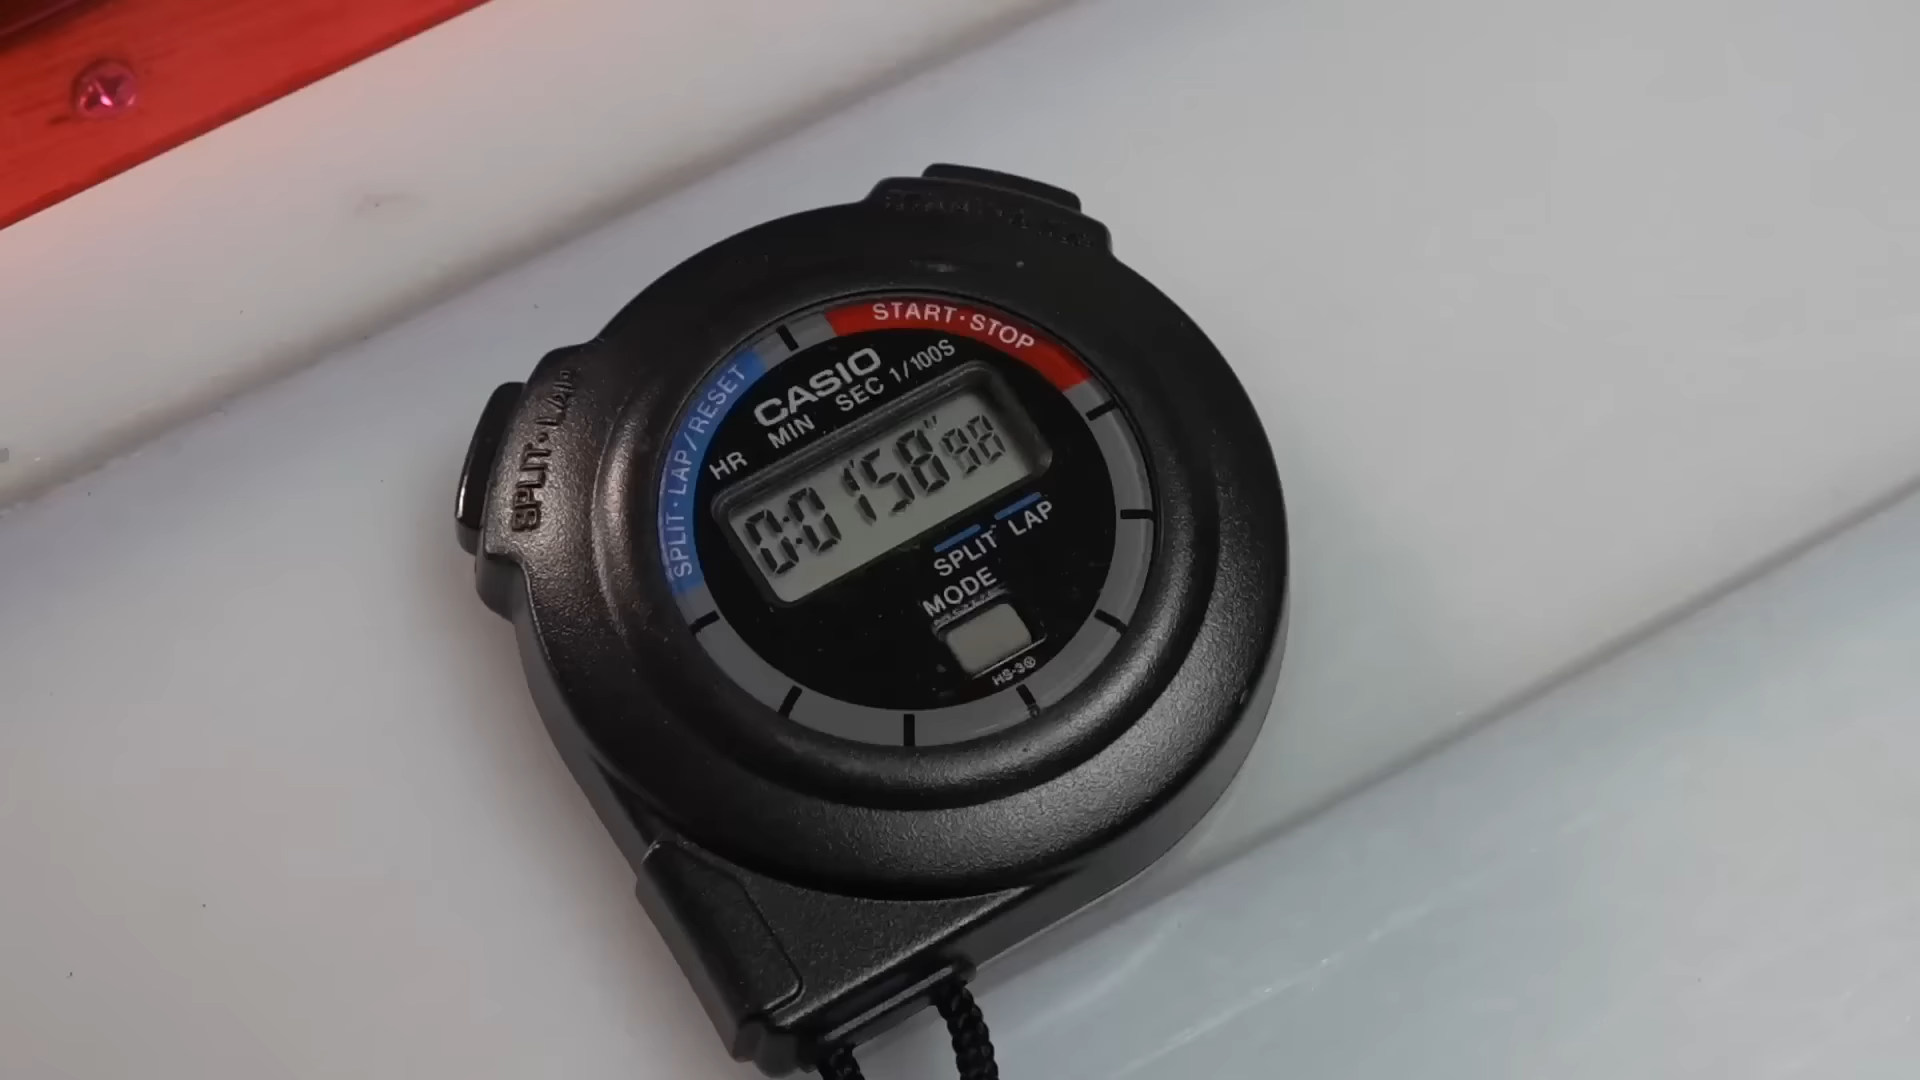 START·STOP
SPLIT·LAP/RESET
CASIO
HR MIN SEC 1/100S
0:01'58"98
SPLIT LAP
MODE
HS-3
SPLIT·LAP